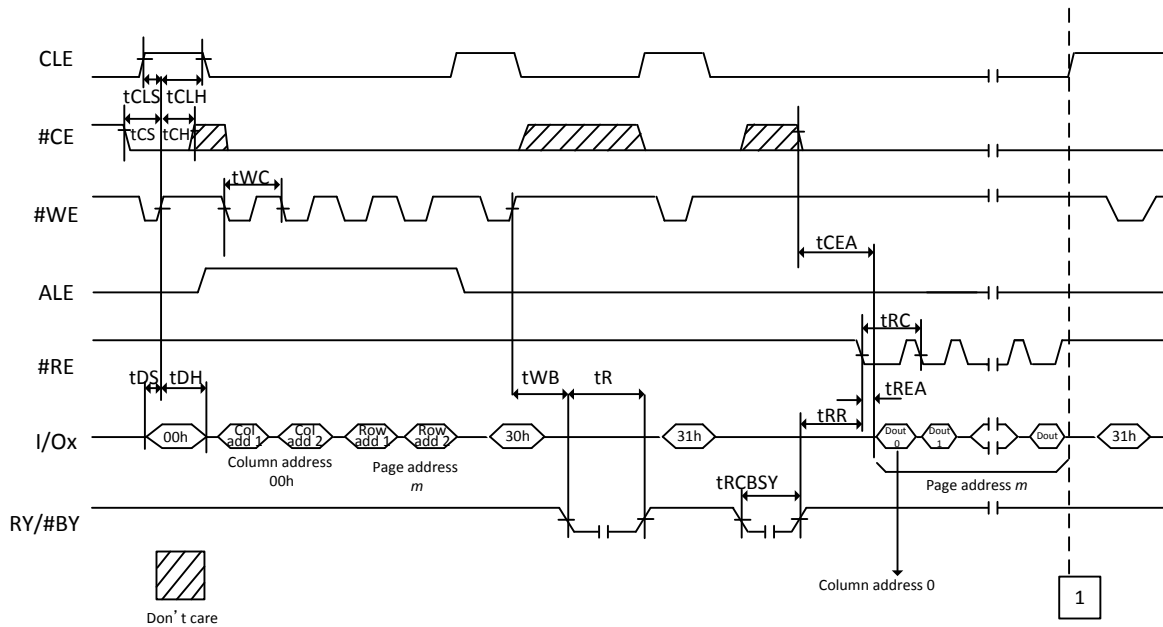 CLE
tCLS tCLH
#CE
tCS tCH
tWC
#WE
tCEA
ALE
tRC
#RE
tDS tDH
tWB tR
tREA
tRR
I/Ox
00h
Col add 1
Col add 2
Row add 1
Row add 2
30h
31h
Dout 0
Dout 1
Dout
31h
Column address
00h
Page address
m
tRCBSY
Page address m
RY/#BY
Column address 0
1
Don't care